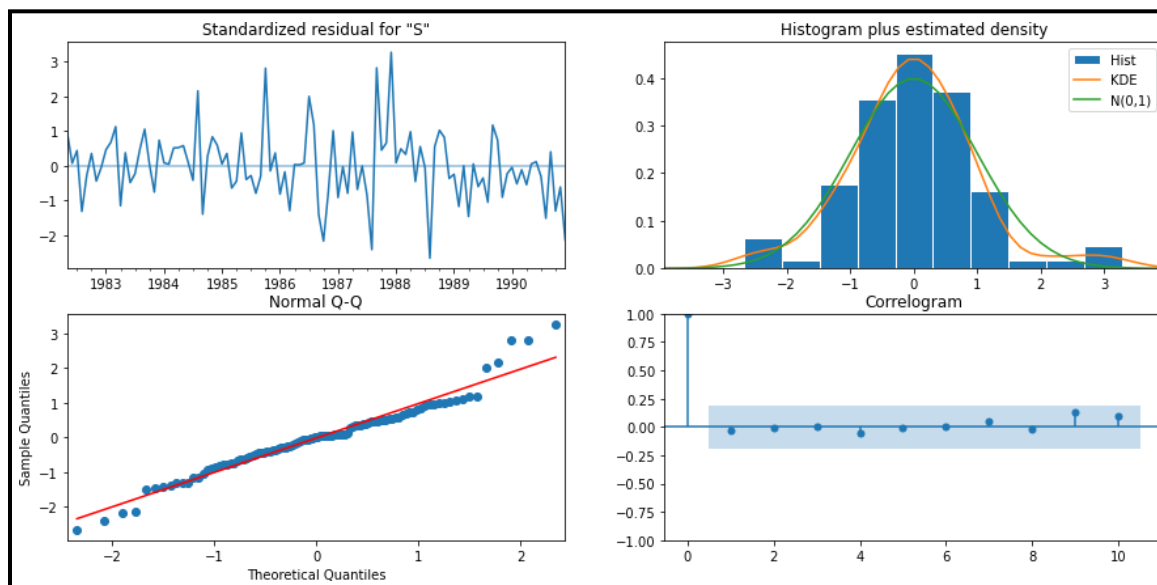 Standardized residual for "S"
3
2
1
0
−1
−2
1983 1984 1985 1986 1987 1988 1989 1990
Histogram plus estimated density
Hist
KDE
N(0,1)
0.4
0.3
0.2
0.1
0.0
−3 −2 −1 0 1 2 3
Normal Q-Q
Sample Quantiles
3
2
1
0
−1
−2
−2 −1 0 1 2
Theoretical Quantiles
Correlogram
1.00
0.75
0.50
0.25
0.00
−0.25
−0.50
−0.75
−1.00
0 2 4 6 8 10